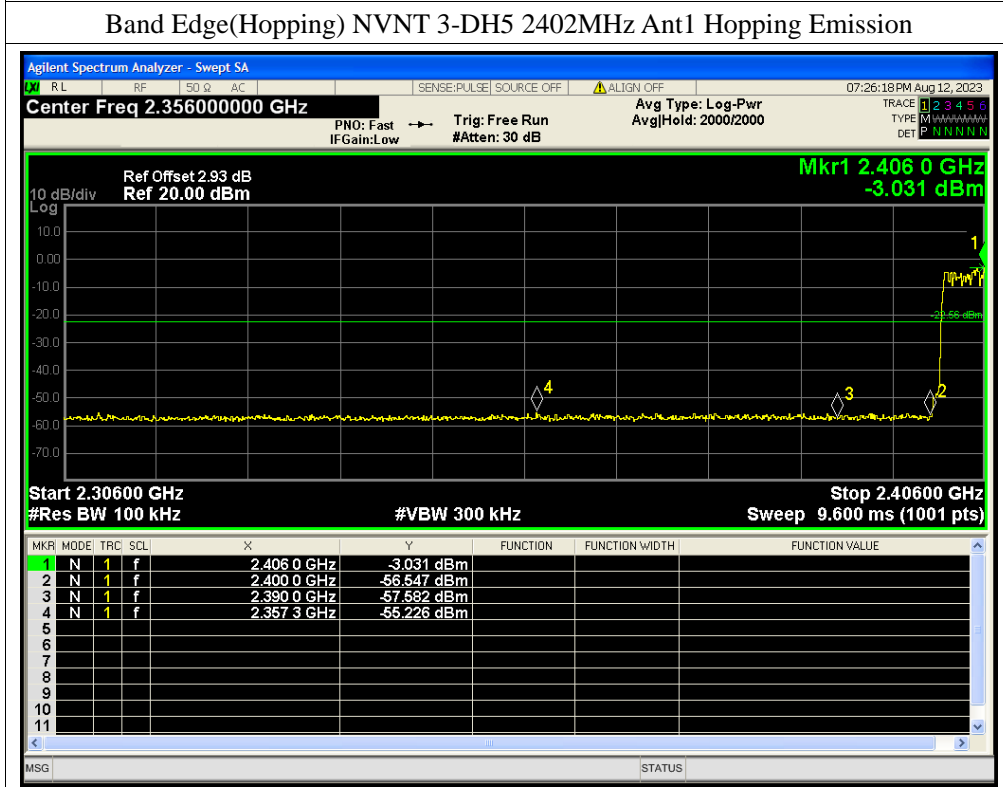 Band Edge(Hopping) NVNT 3-DH5 2402MHz Ant1 Hopping Emission
Agilent Spectrum Analyzer - Swept SA
LXI RL RF 50 Ω AC SENSE:PULSE SOURCE OFF ALIGN OFF 07:26:18 PM Aug 12, 2023
Center Freq 2.356000000 GHz
PNO: Fast
IFGain:Low
Trig: Free Run
#Atten: 30 dB
Avg Type: Log-Pwr
Avg|Hold: 2000/2000
TRACE 1 2 3 4 5 6
TYPE M
DET P N N N N N
Mkr1 2.406 0 GHz
-3.031 dBm
Ref Offset 2.93 dB
10 dB/div Ref 20.00 dBm
Log
10.0
0.00
-10.0
-20.0
-30.0
-40.0
-50.0
-60.0
-70.0
1
-22.56 dBm
4
3
2
Start 2.30600 GHz Stop 2.40600 GHz
#Res BW 100 kHz #VBW 300 kHz Sweep 9.600 ms (1001 pts)
MKR MODE TRC SCL X Y FUNCTION FUNCTION WIDTH FUNCTION VALUE
1 N 1 f 2.406 0 GHz -3.031 dBm
2 N 1 f 2.400 0 GHz -56.547 dBm
3 N 1 f 2.390 0 GHz -57.582 dBm
4 N 1 f 2.357 3 GHz -55.226 dBm
5
6
7
8
9
10
11
MSG STATUS